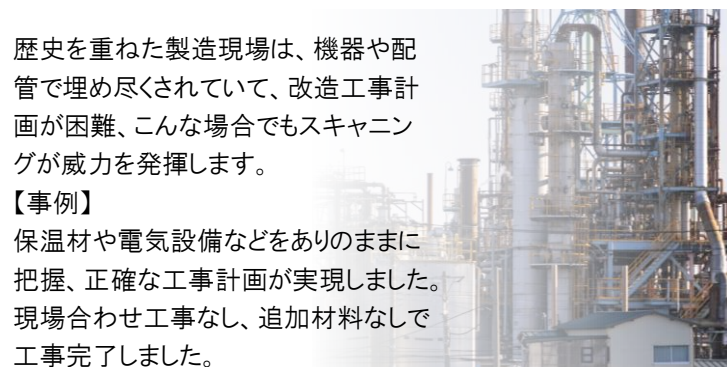 歴史を重ねた製造現場は、機器や配
管で埋め尽くされていて、改造工事計
画が困難、こんな場合でもスキャニン
グが威力を発揮します。
【事例】
保温材や電気設備などをありのままに
把握、正確な工事計画が実現しました。
現場合わせ工事なし、追加材料なしで
工事完了しました。